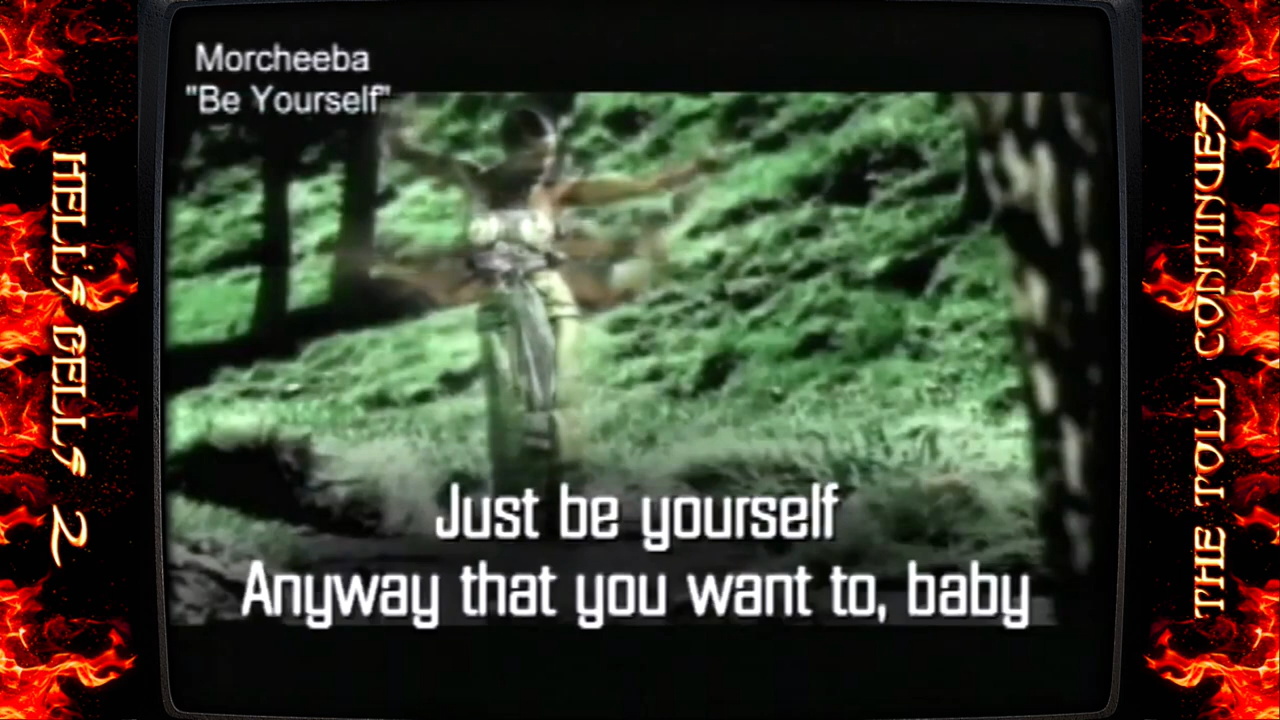 Morcheeba
"Be Yourself"
HELL'S BELLS 2
THE TOLL CONTINUES
Just be yourself
Anyway that you want to, baby